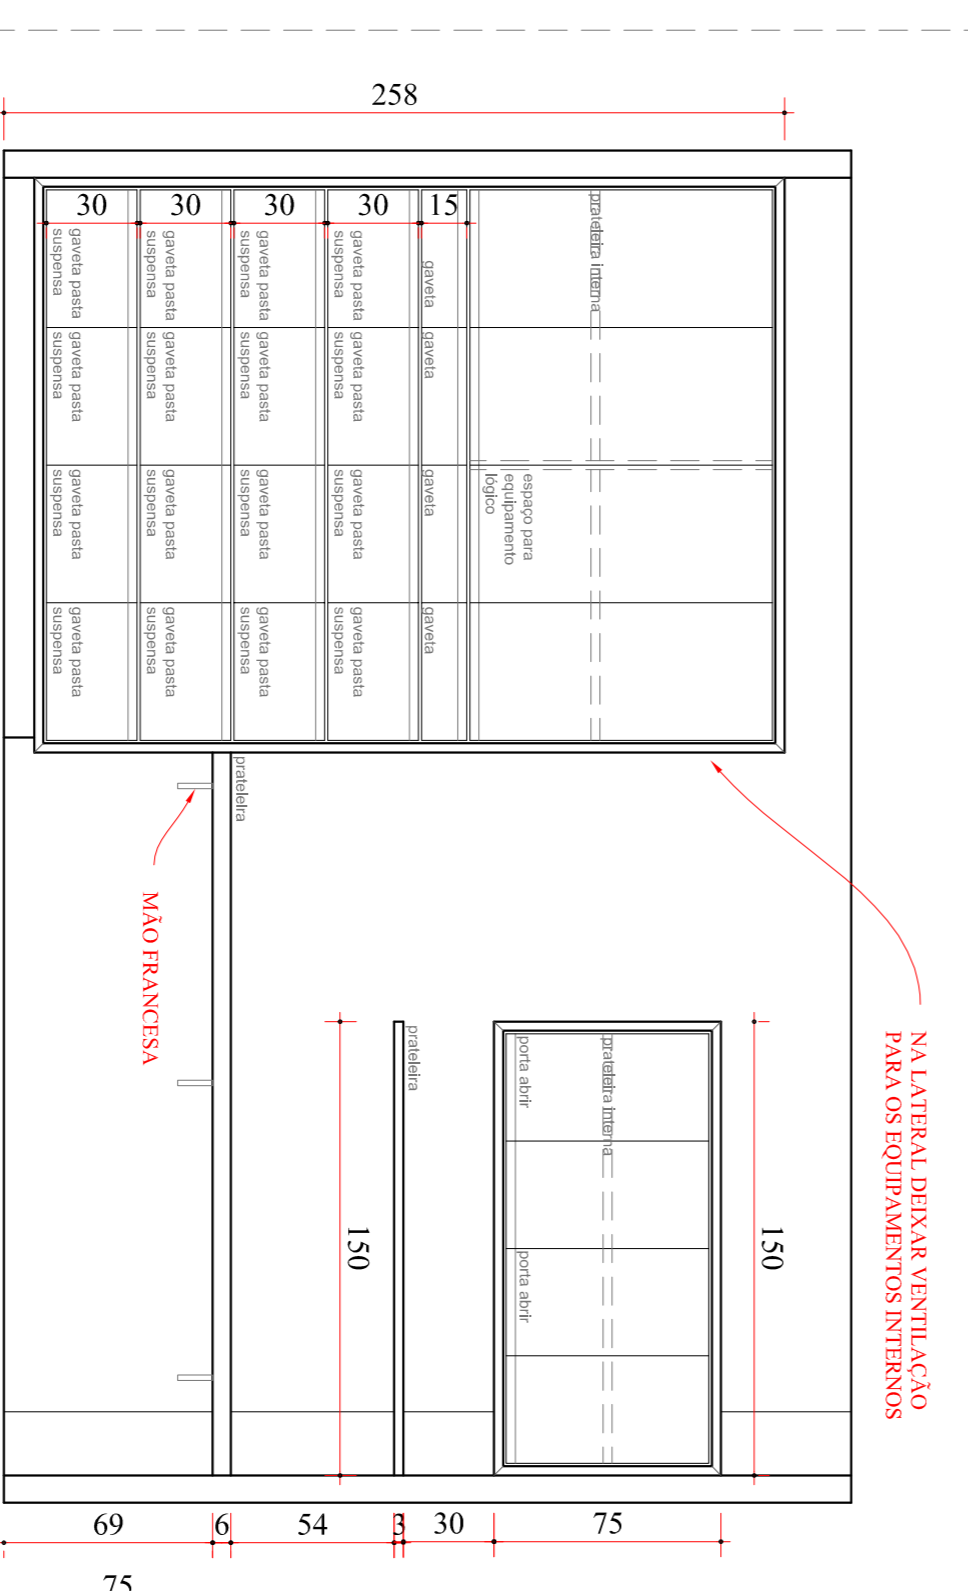 258
30
30
30
30
15
prateleira interna
gaveta pasta
suspensa
gaveta pasta
suspensa
gaveta pasta
suspensa
gaveta pasta
suspensa
gaveta
gaveta pasta
suspensa
gaveta pasta
suspensa
gaveta pasta
suspensa
gaveta pasta
suspensa
gaveta
gaveta pasta
suspensa
gaveta pasta
suspensa
gaveta pasta
suspensa
gaveta pasta
suspensa
gaveta
espaço para
equipamento
lógico
gaveta pasta
suspensa
gaveta pasta
suspensa
gaveta pasta
suspensa
gaveta pasta
suspensa
gaveta
prateleira
MÃO FRANCESA
NA LATERAL DEIXAR VENTILAÇÃO
PARA OS EQUIPAMENTOS INTERNOS
prateleira
prateleira interna
porta abrir
porta abrir
150
150
69
6
54
3
30
75
75